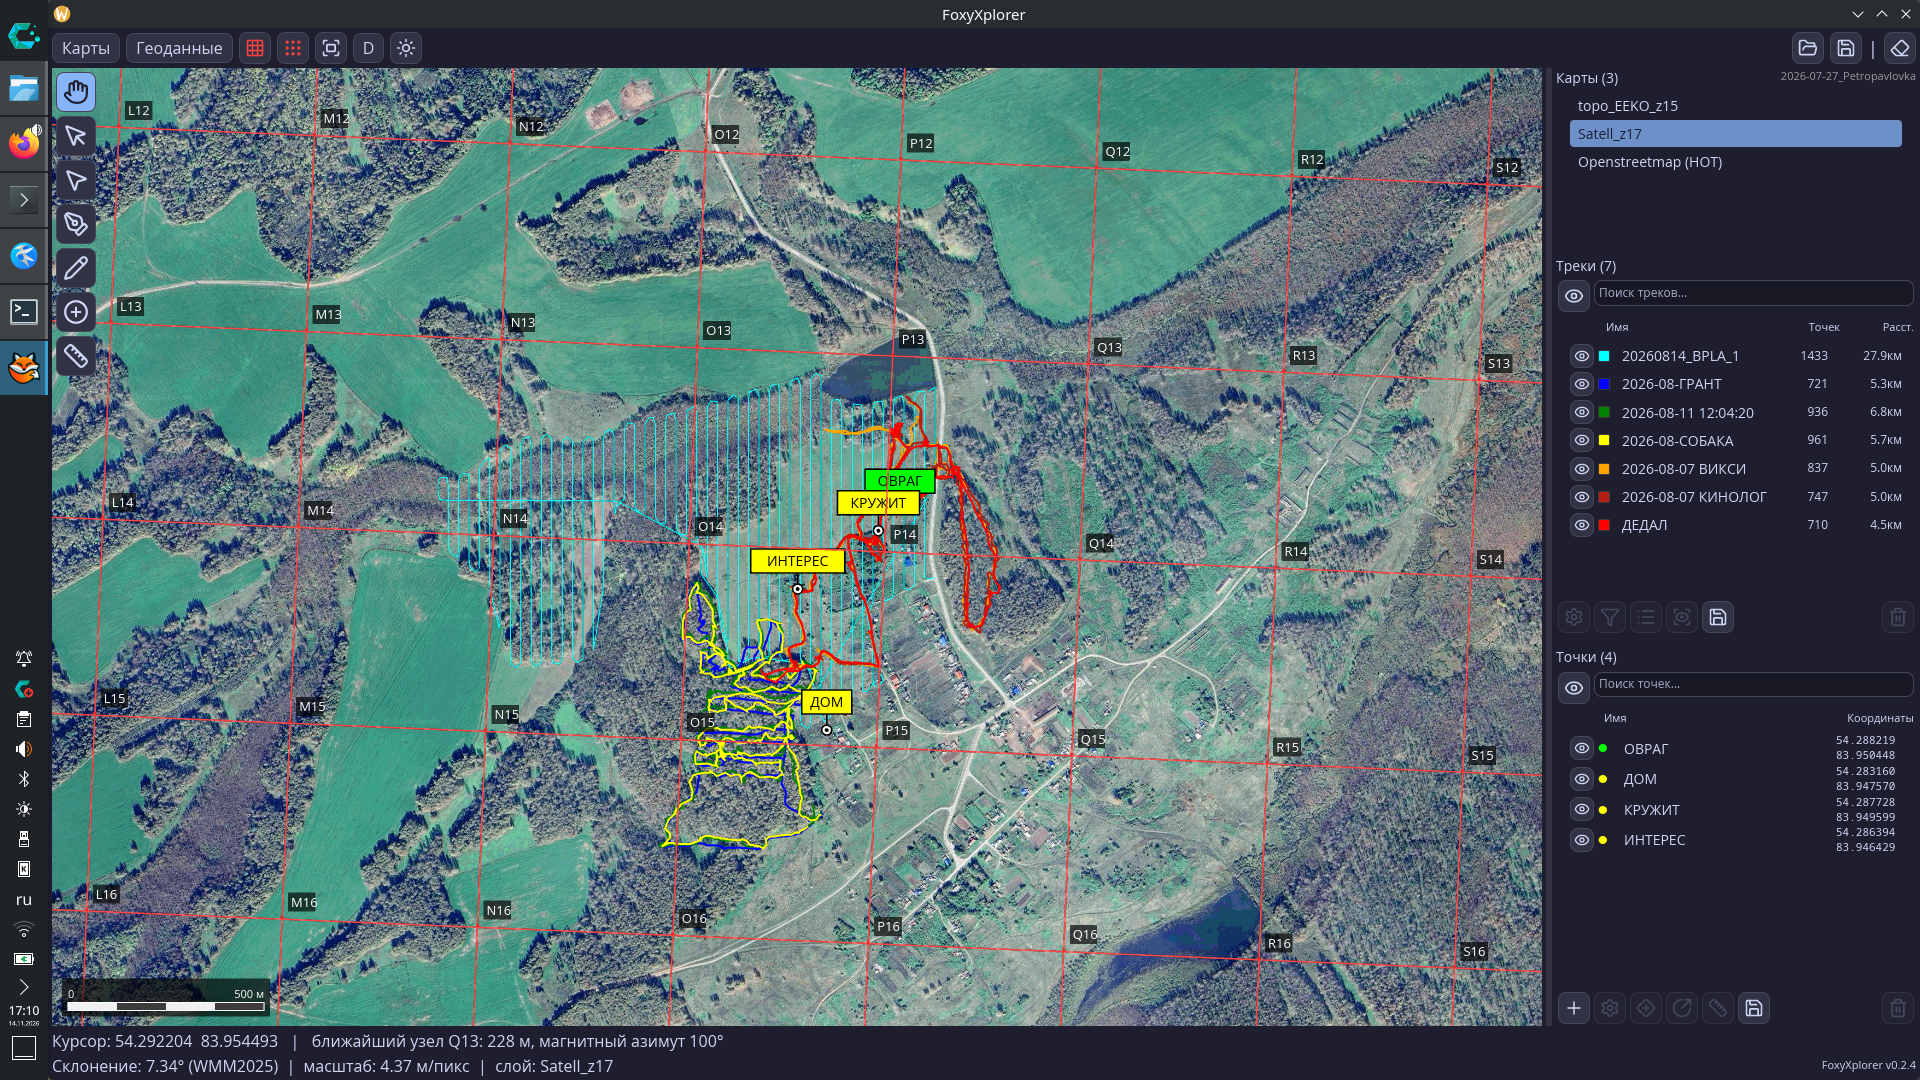 FoxyXplorer
Карты
Геоданные
D
2026-07-27_Petropavlovka
Карты (3)
topo_EEKO_z15
Satell_z17
Openstreetmap (HOT)
Треки (7)
Поиск треков...
Имя Точек Расст.
20260814_BPLA_1 1433 27.9км
2026-08-ГРАНТ 721 5.3км
2026-08-11 12:04:20 936 6.8км
2026-08-СОБАКА 961 5.7км
2026-08-07 ВИКСИ 837 5.0км
2026-08-07 КИНОЛОГ 747 5.0км
ДЕДАЛ 710 4.5км
Точки (4)
Поиск точек...
Имя Координаты
ОВРАГ 54.288219 83.950448
ДОМ 54.283160 83.947570
КРУЖИТ 54.287728 83.949599
ИНТЕРЕС 54.286394 83.946429
L12 M12 N12 O12 P12 Q12 R12 S12
L13 M13 N13 O13 P13 Q13 R13 S13
ОВРАГ
КРУЖИТ
L14 M14 N14 O14 P14 Q14 R14 S14
ИНТЕРЕС
ДОМ
L15 M15 N15 O15 P15 Q15 R15 S15
L16 M16 N16 O16 P16 Q16 R16 S16
0 500 м
ru
17:10
14.11.2026
Курсор: 54.292204 83.954493 | ближайший узел Q13: 228 м, магнитный азимут 100°
Склонение: 7.34° (WMM2025) | масштаб: 4.37 м/пикс | слой: Satell_z17
FoxyXplorer v0.2.4